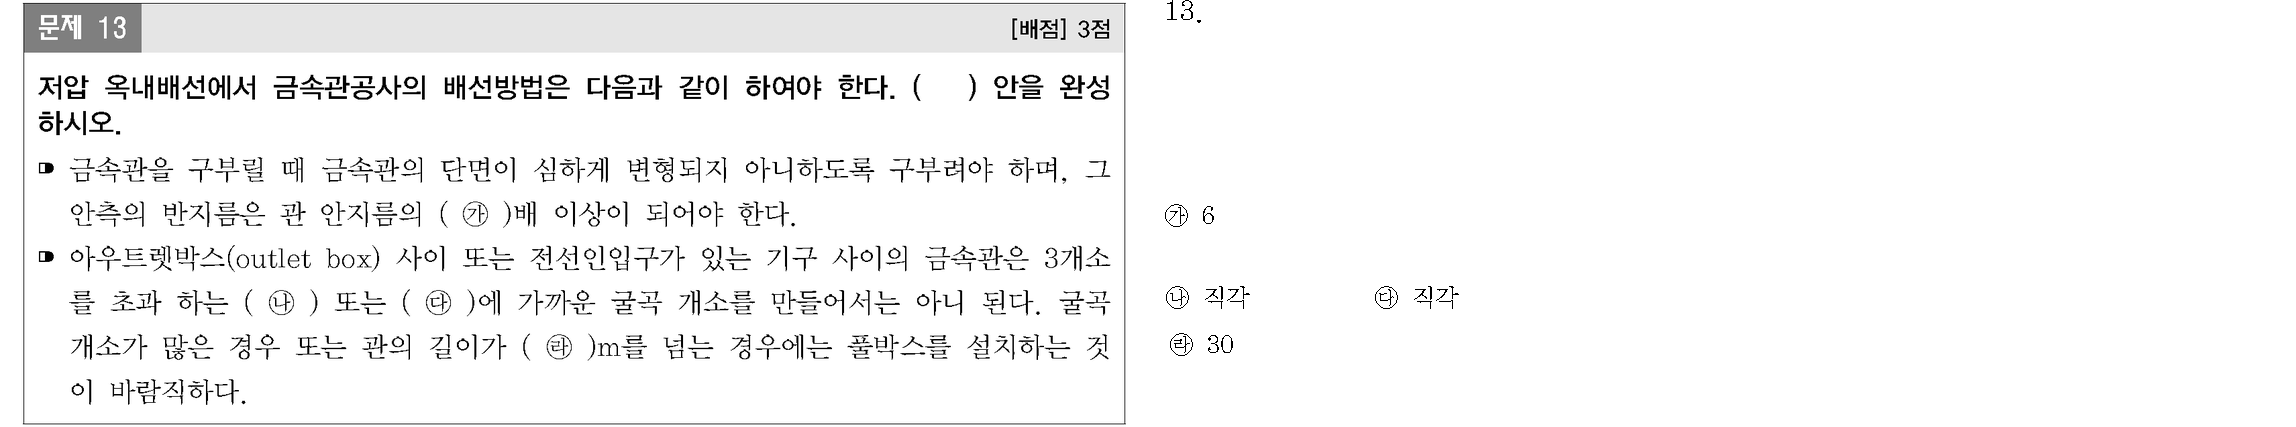 문제 13 [배점] 3점
저압 옥내배선에서 금속관공사의 배선방법은 다음과 같이 하여야 한다. (   ) 안을 완성
하시오.
금속관을 구부릴 때 금속관의 단면이 심하게 변형되지 아니하도록 구부려야 하며, 그
안측의 반지름은 관 안지름의 ( ㉮ )배 이상이 되어야 한다.
아우트렛박스(outlet box) 사이 또는 전선인입구가 있는 기구 사이의 금속관은 3개소
를 초과 하는 ( ㉯ ) 또는 ( ㉰ )에 가까운 굴곡 개소를 만들어서는 아니 된다. 굴곡
개소가 많은 경우 또는 관의 길이가 ( ㉱ )m를 넘는 경우에는 풀박스를 설치하는 것
이 바람직하다.
13.
㉮ 6
㉯ 직각 ㉰ 직각
㉱ 30